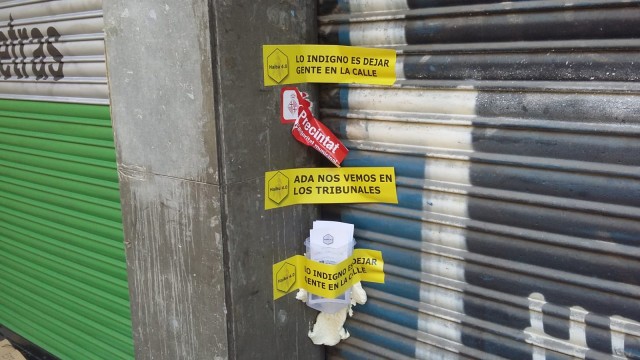 tras
LO INDIGNO ES DEJAR
GENTE EN LA CALLE
Precintat
ADA NOS VEMOS EN
LOS TRIBUNALES
LO INDIGNO ES DEJAR
GENTE EN LA CALLE